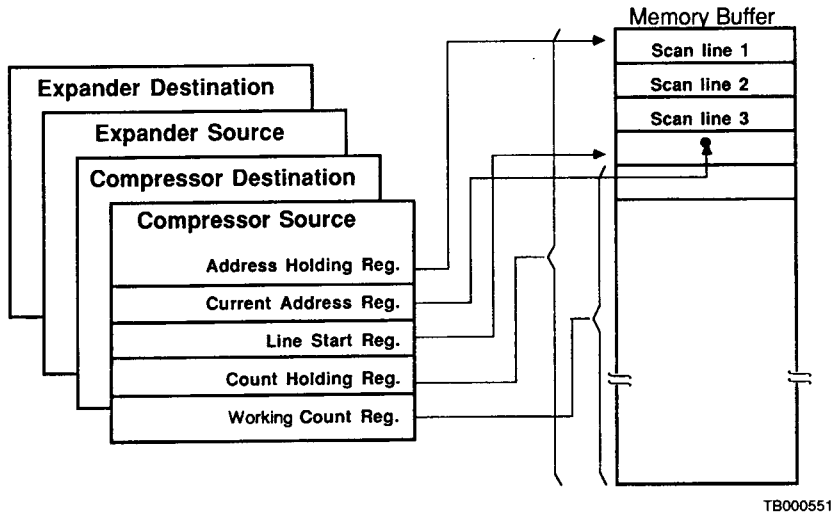 Memory Buffer
Scan line 1
Scan line 2
Scan line 3
Expander Destination
Expander Source
Compressor Destination
Compressor Source
Address Holding Reg.
Current Address Reg.
Line Start Reg.
Count Holding Reg.
Working Count Reg.
TB000551